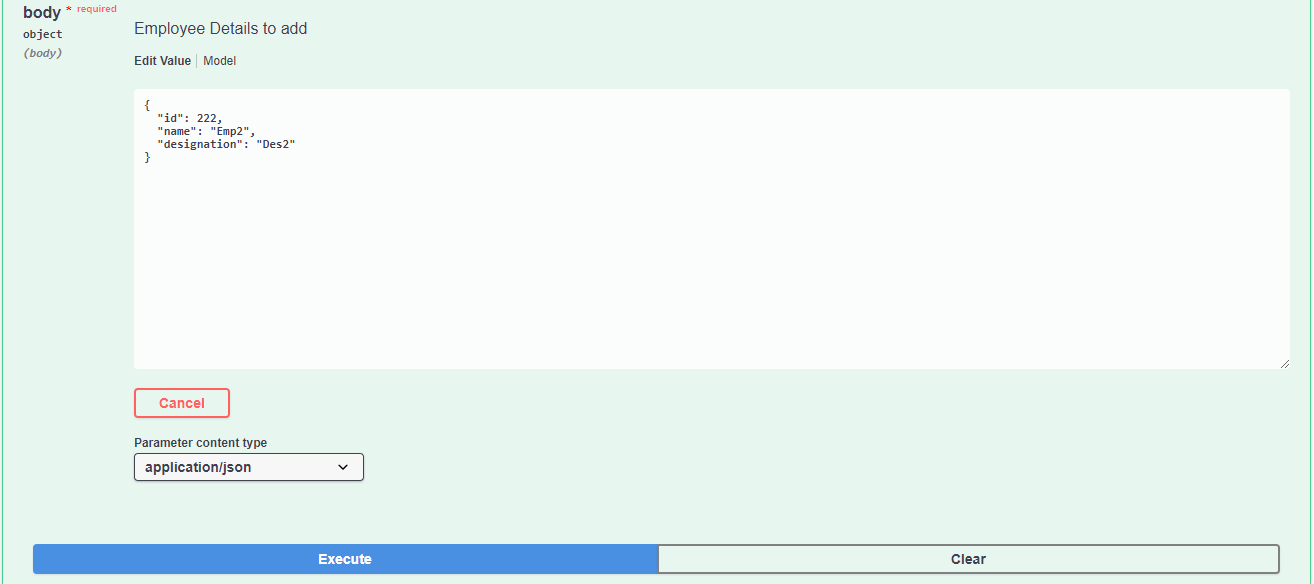 body * required
object
(body)
Employee Details to add
Edit Value | Model
{
  "id": 222,
  "name": "Emp2",
  "designation": "Des2"
}
Cancel
Parameter content type
application/json
Execute
Clear